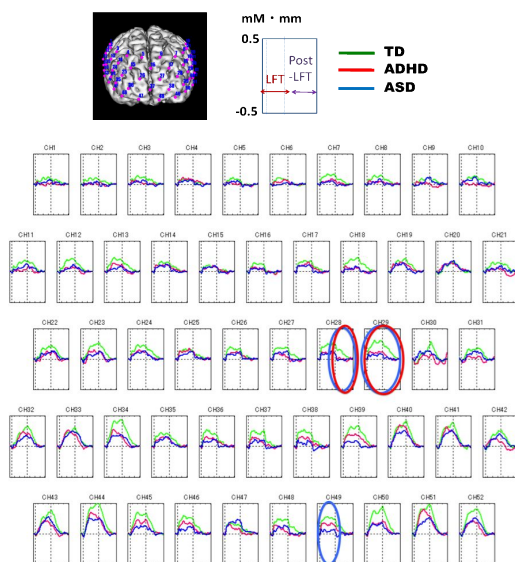 mM・mm
0.5
LFT
Post
-LFT
-0.5
TD
ADHD
ASD
CH1 CH2 CH3 CH4 CH5 CH6 CH7 CH8 CH9 CH10
CH11 CH12 CH13 CH14 CH15 CH16 CH17 CH18 CH19 CH20 CH21
CH22 CH23 CH24 CH25 CH26 CH27 CH28 CH29 CH30 CH31
CH32 CH33 CH34 CH35 CH36 CH37 CH38 CH39 CH40 CH41 CH42
CH43 CH44 CH45 CH46 CH47 CH48 CH49 CH50 CH51 CH52